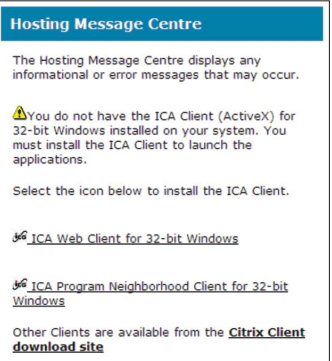 Hosting Message Centre
The Hosting Message Centre displays any
informational or error messages that may occur.
You do not have the ICA Client (ActiveX) for
32-bit Windows installed on your system. You
must install the ICA Client to launch the
applications.
Select the icon below to install the ICA Client.
ICA Web Client for 32-bit Windows
ICA Program Neighborhood Client for 32-bit
Windows
Other Clients are available from the Citrix Client
download site